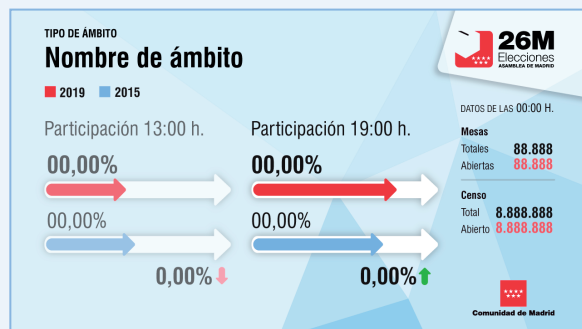 TIPO DE ÁMBITO
Nombre de ámbito
2019 2015
26M
Elecciones
ASAMBLEA DE MADRID
DATOS DE LAS 00:00 H.
Participación 13:00 h.
00,00%
00,00%
0,00%
Participación 19:00 h.
00,00%
00,00%
0,00%
Mesas
Totales 88.888
Abiertas 88.888
Censo
Total 8.888.888
Abierto 8.888.888
Comunidad de Madrid